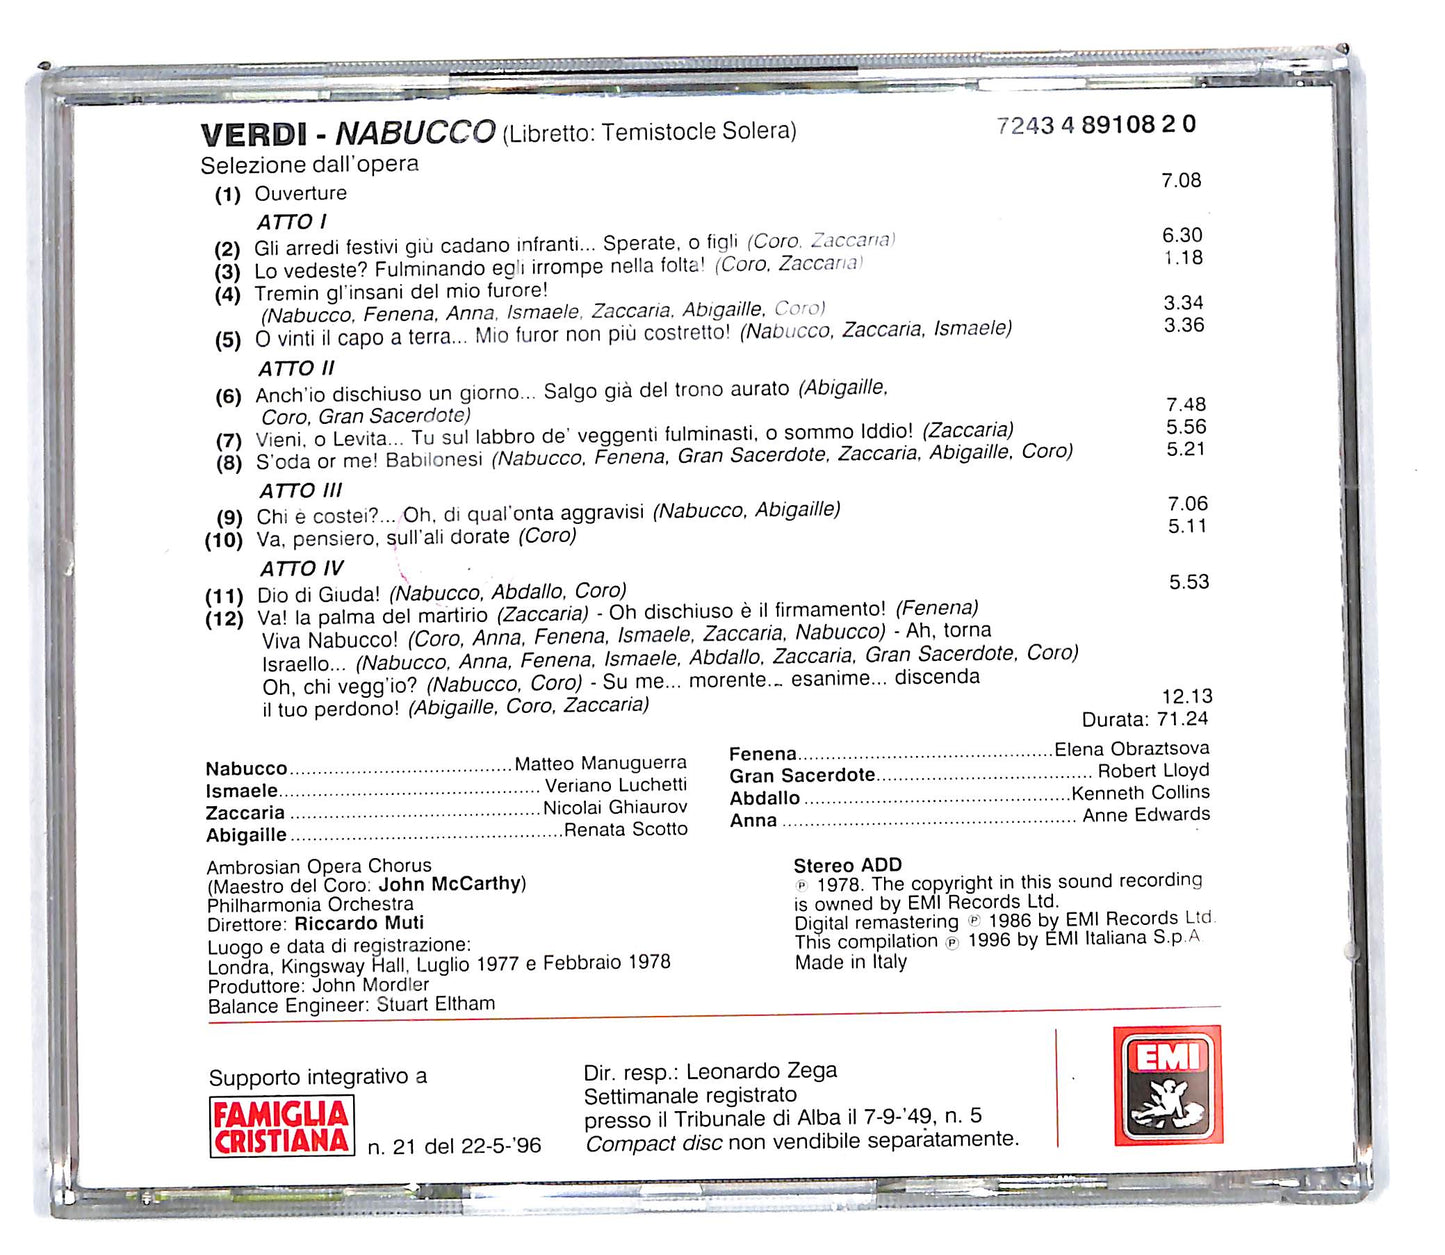 VERDI - NABUCCO (Libretto: Temistocle Solera) 7243 4 89108 2 0
Selezione dall'opera
(1) Ouverture 7.08
ATTO I
(2) Gli arredi festivi giù cadano infranti... Sperate, o figli (Coro, Zaccaria) 6.30
(3) Lo vedeste? Fulminando egli irrompe nella folta! (Coro, Zaccaria) 1.18
(4) Tremin gl'insani del mio furore!
(Nabucco, Fenena, Anna, Ismaele, Zaccaria, Abigaille, Coro) 3.34
(5) O vinti il capo a terra... Mio furor non più costretto! (Nabucco, Zaccaria, Ismaele) 3.36
ATTO II
(6) Anch'io dischiuso un giorno... Salgo già del trono aurato (Abigaille,
Coro, Gran Sacerdote) 7.48
(7) Vieni, o Levita... Tu sul labbro de' veggenti fulminasti, o sommo Iddio! (Zaccaria) 5.56
(8) S'oda or me! Babilonesi (Nabucco, Fenena, Gran Sacerdote, Zaccaria, Abigaille, Coro) 5.21
ATTO III
(9) Chi è costei?... Oh, di qual'onta aggravisi (Nabucco, Abigaille) 7.06
(10) Va, pensiero, sull'ali dorate (Coro) 5.11
ATTO IV
(11) Dio di Giuda! (Nabucco, Abdallo, Coro) 5.53
(12) Va! la palma del martirio (Zaccaria) - Oh dischiuso è il firmamento! (Fenena)
Viva Nabucco! (Coro, Anna, Fenena, Ismaele, Zaccaria, Nabucco) - Ah, torna
Israello... (Nabucco, Anna, Fenena, Ismaele, Abdallo, Zaccaria, Gran Sacerdote, Coro)
Oh, chi vegg'io? (Nabucco, Coro) - Su me... morente... esanime... discenda
il tuo perdono! (Abigaille, Coro, Zaccaria) 12.13
Durata: 71.24
Nabucco.......................................Matteo Manuguerra
Ismaele............................................. Veriano Luchetti
Zaccaria ............................................Nicolai Ghiaurov
Abigaille...............................................Renata Scotto
Fenena............................................Elena Obraztsova
Gran Sacerdote...................................... Robert Lloyd
Abdallo ..............................................Kenneth Collins
Anna ................................................... Anne Edwards
Ambrosian Opera Chorus
(Maestro del Coro: John McCarthy)
Philharmonia Orchestra
Direttore: Riccardo Muti
Luogo e data di registrazione:
Londra, Kingsway Hall, Luglio 1977 e Febbraio 1978
Produttore: John Mordler
Balance Engineer: Stuart Eltham
Stereo ADD
℗ 1978. The copyright in this sound recording
is owned by EMI Records Ltd.
Digital remastering ℗ 1986 by EMI Records Ltd.
This compilation ℗ 1996 by EMI Italiana S.p.A.
Made in Italy
Supporto integrativo a
FAMIGLIA
CRISTIANA
n. 21 del 22-5-'96
Dir. resp.: Leonardo Zega
Settimanale registrato
presso il Tribunale di Alba il 7-9-'49, n. 5
Compact disc non vendibile separatamente.
EMI